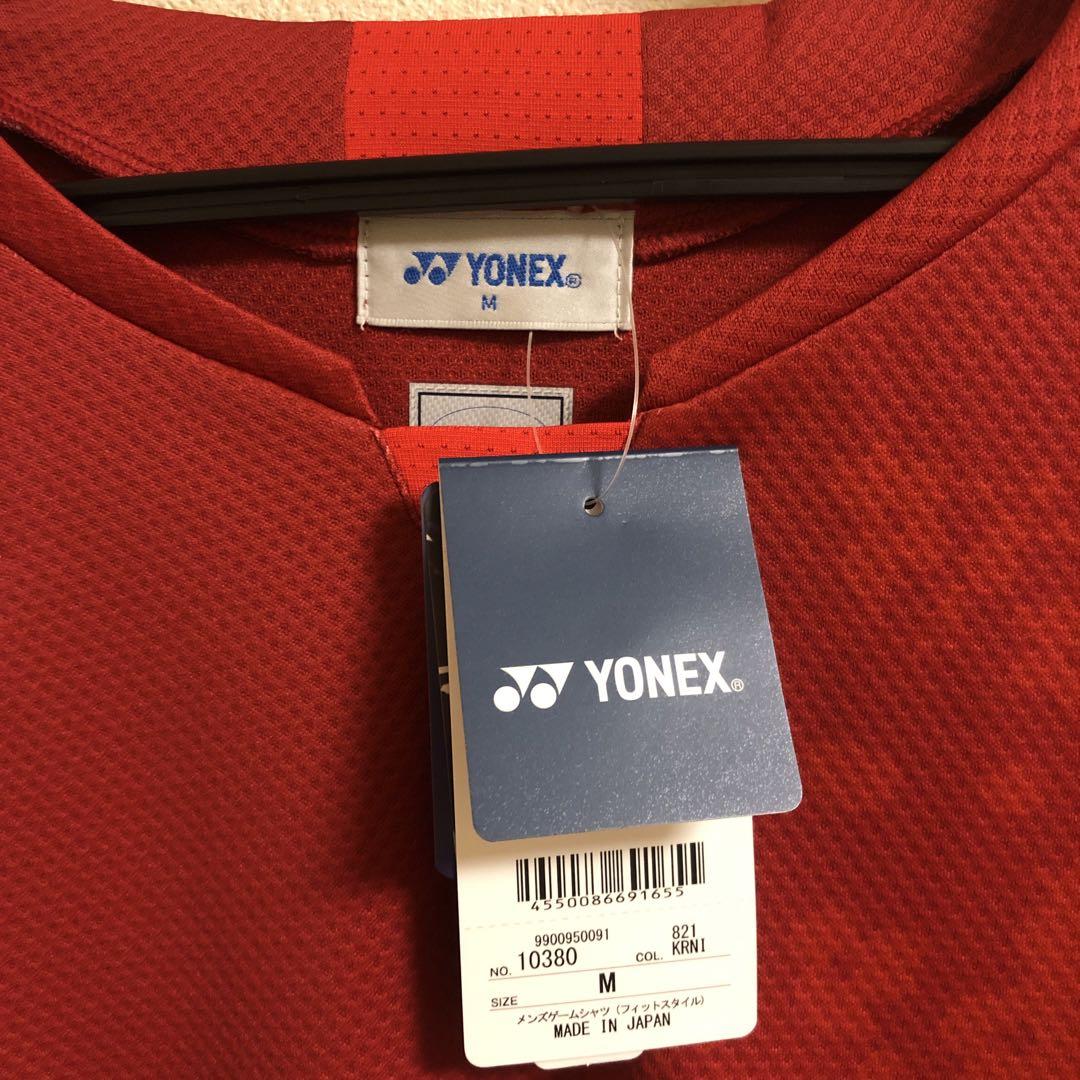 YONEX®
M
YONEX®
4550086691655
9900950091 821
NO. 10380 COL. KRNI
SIZE M
メンズゲームシャツ (フィットスタイル)
MADE IN JAPAN